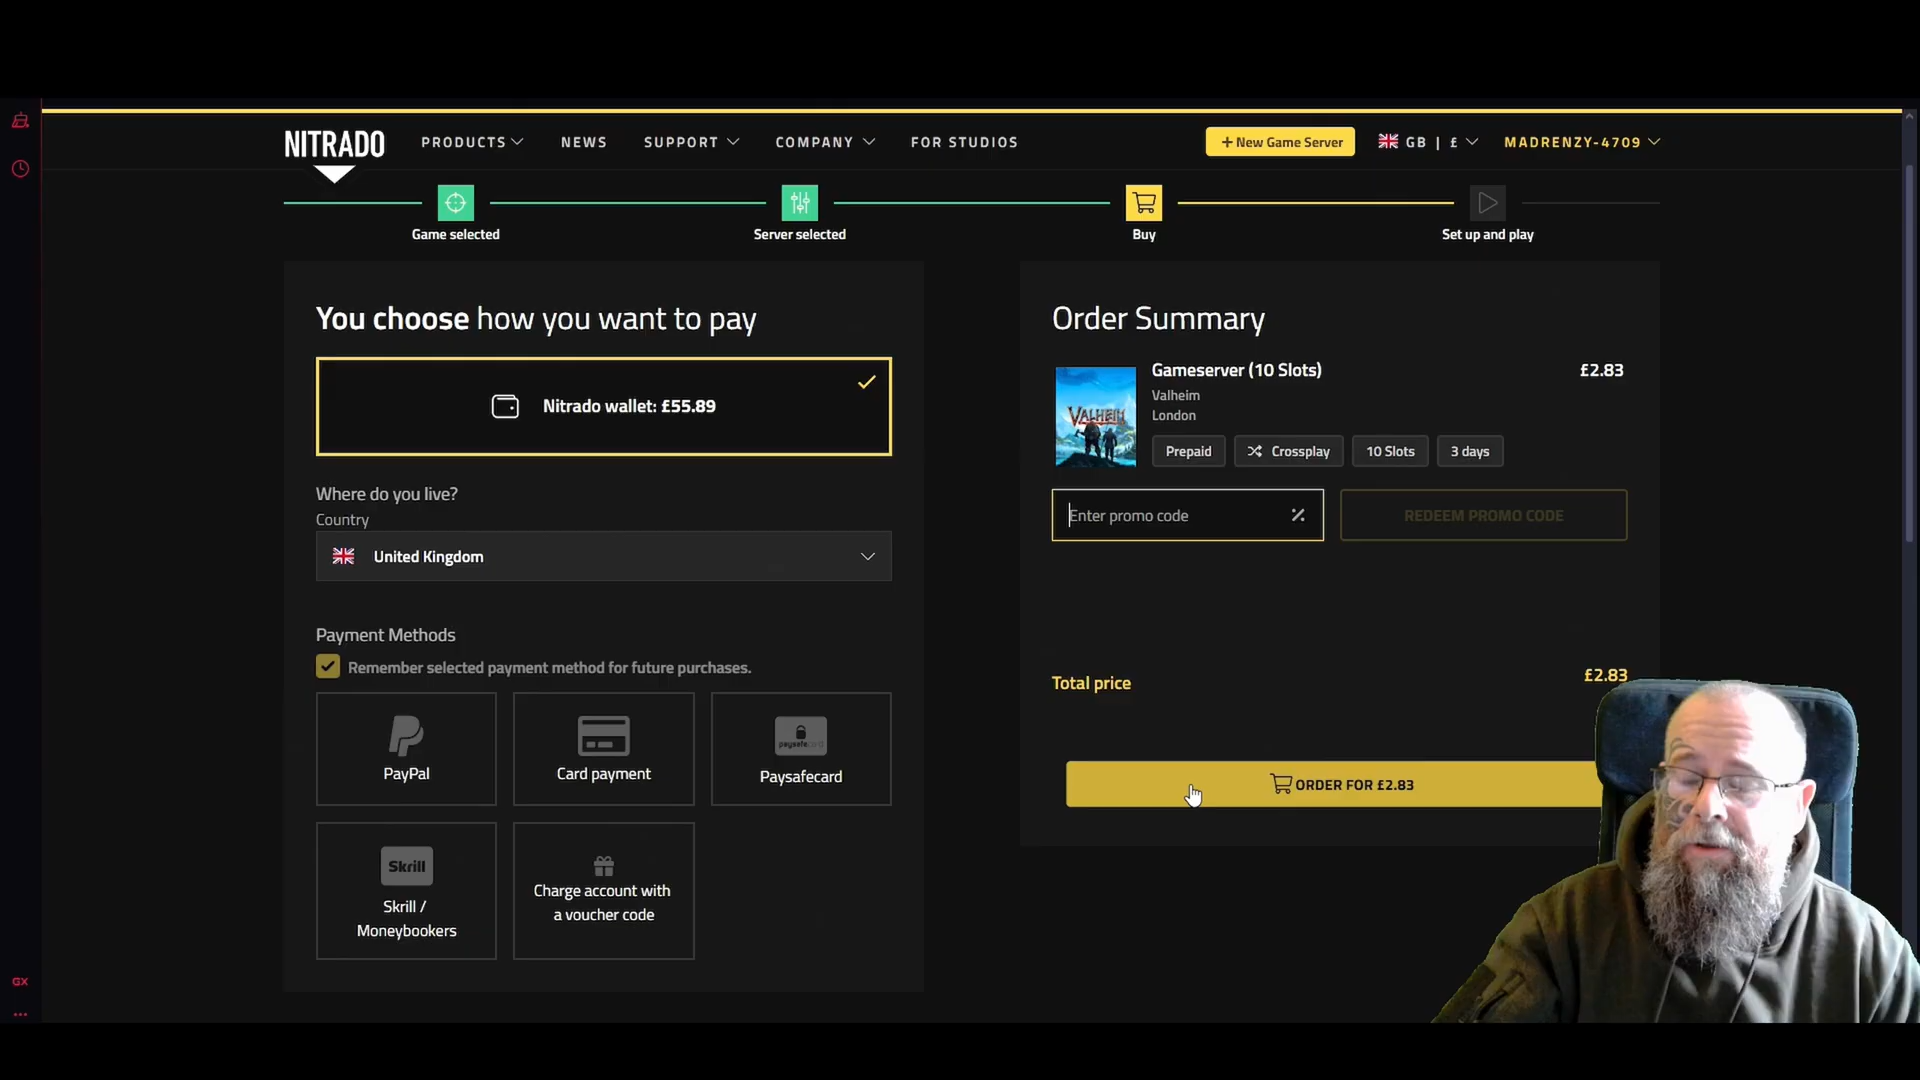 NITRADO
PRODUCTS
NEWS
SUPPORT
COMPANY
FOR STUDIOS
+ New Game Server
GB | £
MADRENZY-4709
Game selected
Server selected
Buy
Set up and play
You choose how you want to pay
Nitrado wallet: £55.89
Where do you live?
Country
United Kingdom
Payment Methods
Remember selected payment method for future purchases.
PayPal
Card payment
paysafecard
Paysafecard
Skrill
Skrill /
Moneybookers
Charge account with
a voucher code
Order Summary
VALHEIM
Gameserver (10 Slots)
£2.83
Valheim
London
Prepaid
Crossplay
10 Slots
3 days
Enter promo code
REDEEM PROMO CODE
Total price
£2.83
ORDER FOR £2.83
GX